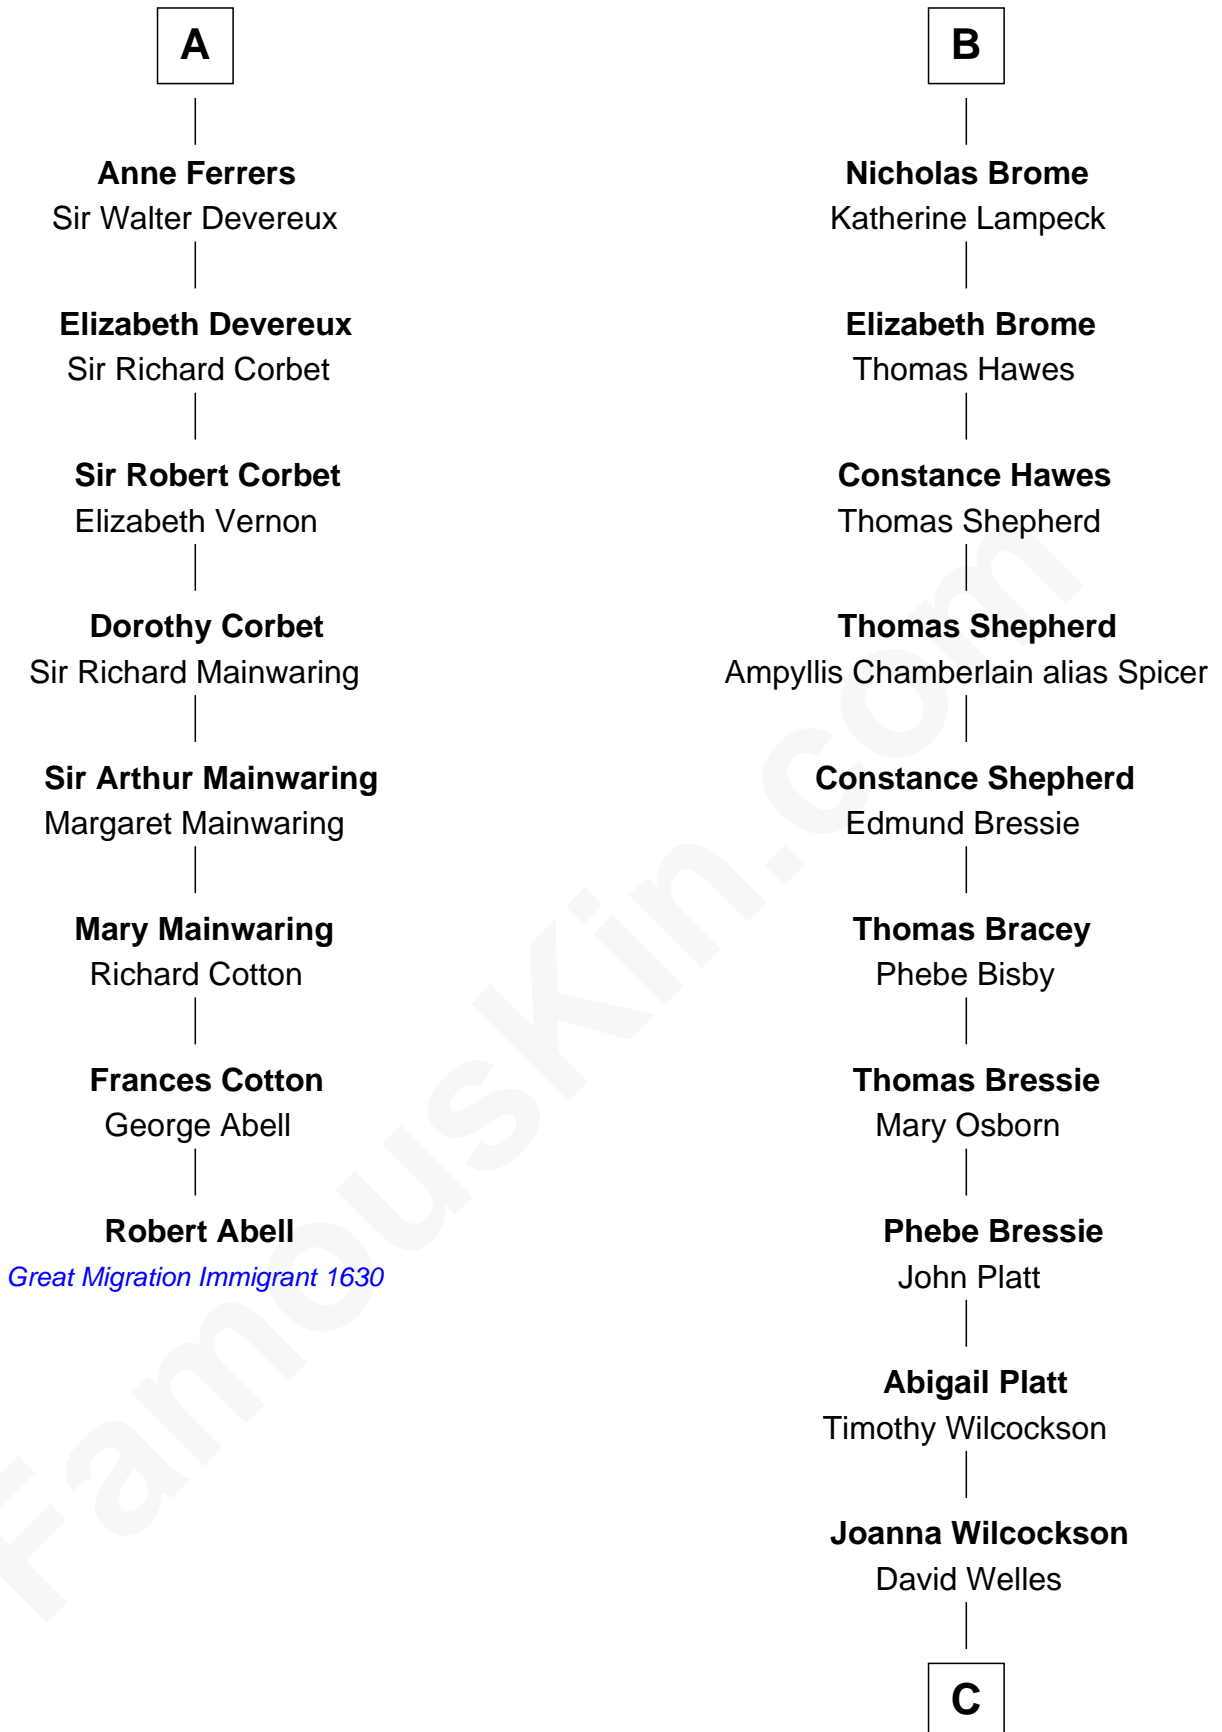 A
Anne Ferrers
Sir Walter Devereux
Elizabeth Devereux
Sir Richard Corbet
Sir Robert Corbet
Elizabeth Vernon
Dorothy Corbet
Sir Richard Mainwaring
Sir Arthur Mainwaring
Margaret Mainwaring
Mary Mainwaring
Richard Cotton
Frances Cotton
George Abell
Robert Abell
Great Migration Immigrant 1630
B
Nicholas Brome
Katherine Lampeck
Elizabeth Brome
Thomas Hawes
Constance Hawes
Thomas Shepherd
Thomas Shepherd
Ampyllis Chamberlain alias Spicer
Constance Shepherd
Edmund Bressie
Thomas Bracey
Phebe Bisby
Thomas Bressie
Mary Osborn
Phebe Bressie
John Platt
Abigail Platt
Timothy Wilcockson
Joanna Wilcockson
David Welles
C
FamousKin.com